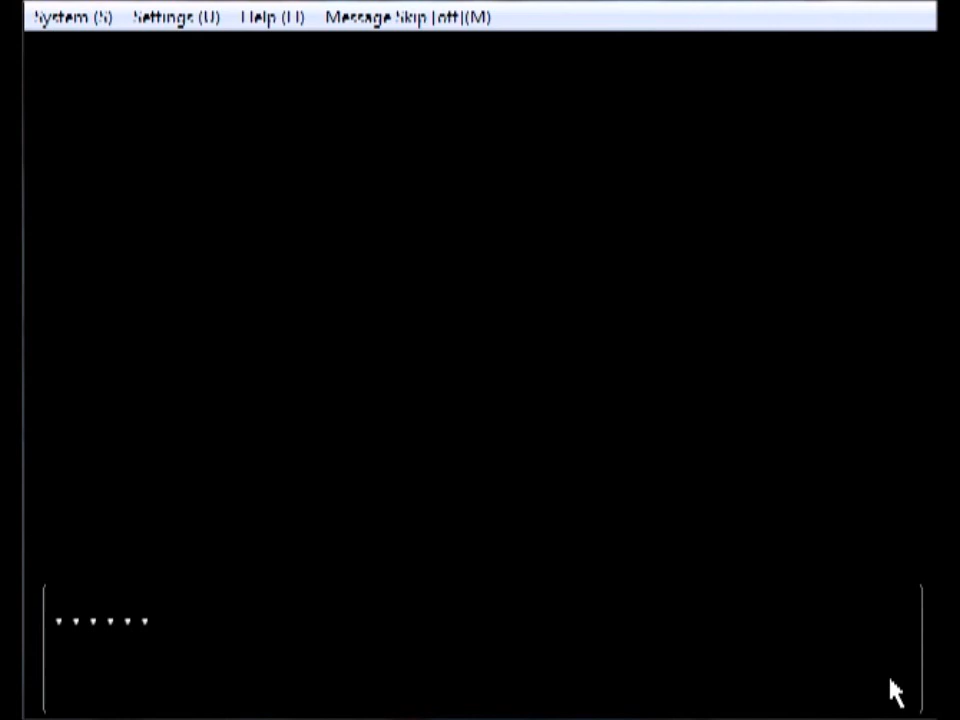 System (S) Settings (U) Help (H) Message Skip [off](M)
......